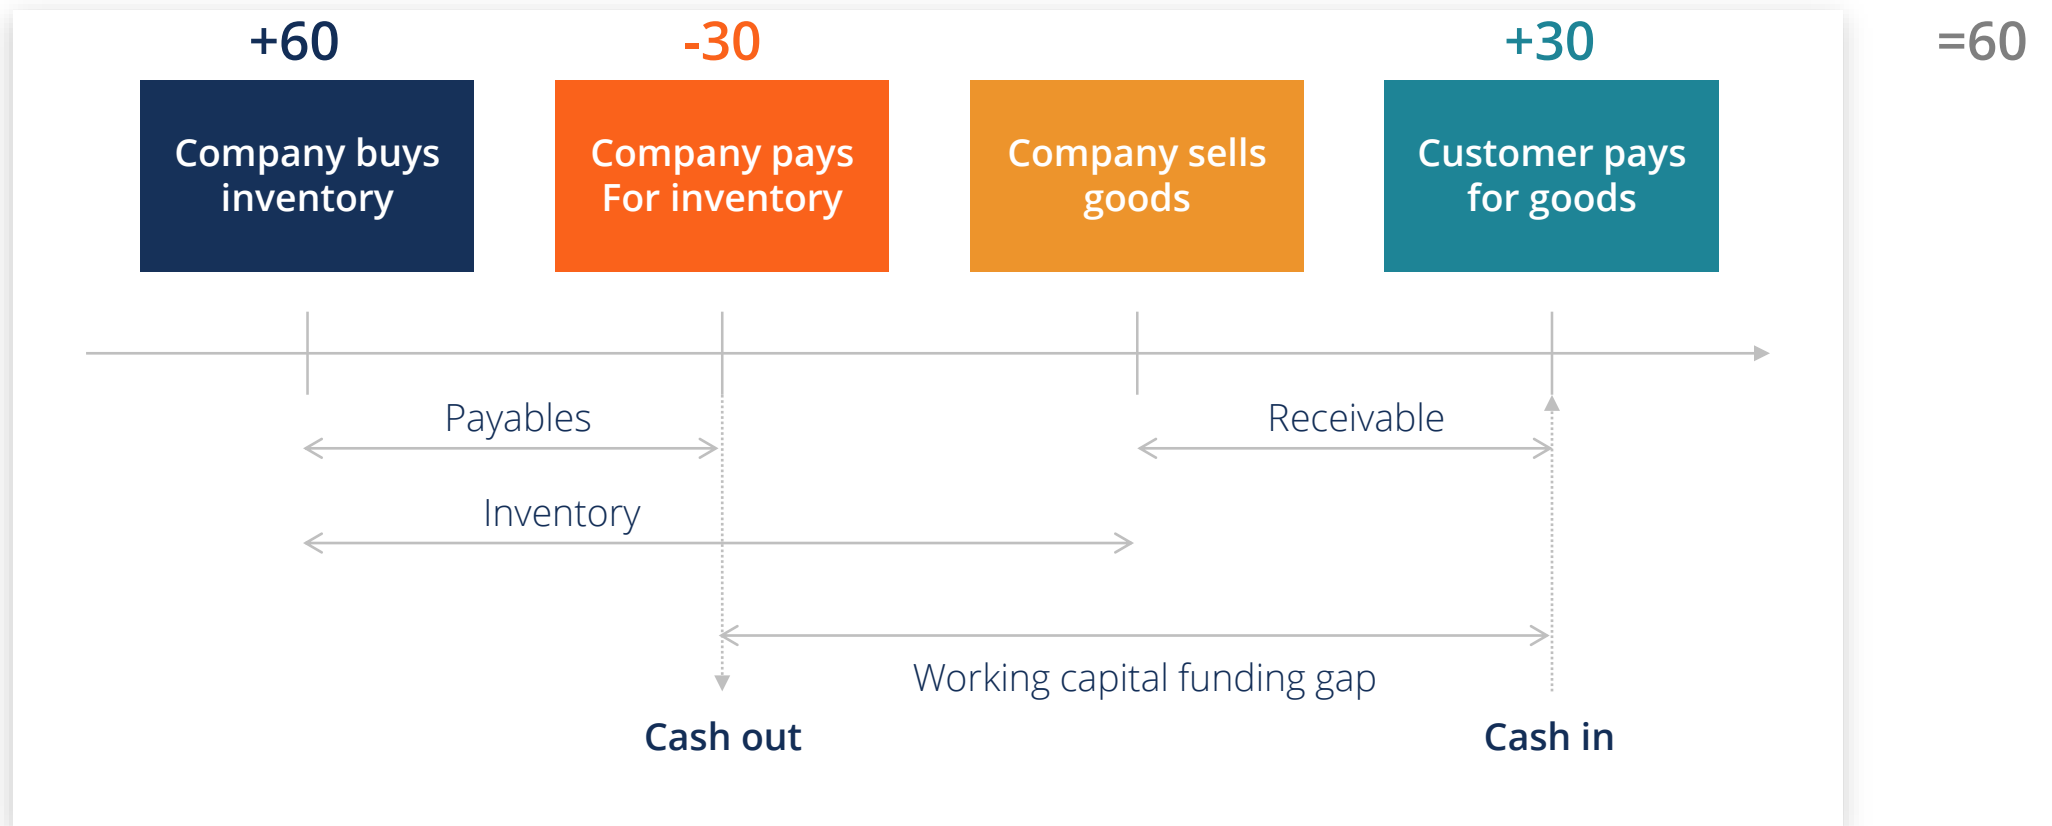 +60
-30
+30
=60
Company buys
inventory
Company pays
For inventory
Company sells
goods
Customer pays
for goods
Payables
Receivable
Inventory
Working capital funding gap
Cash out
Cash in